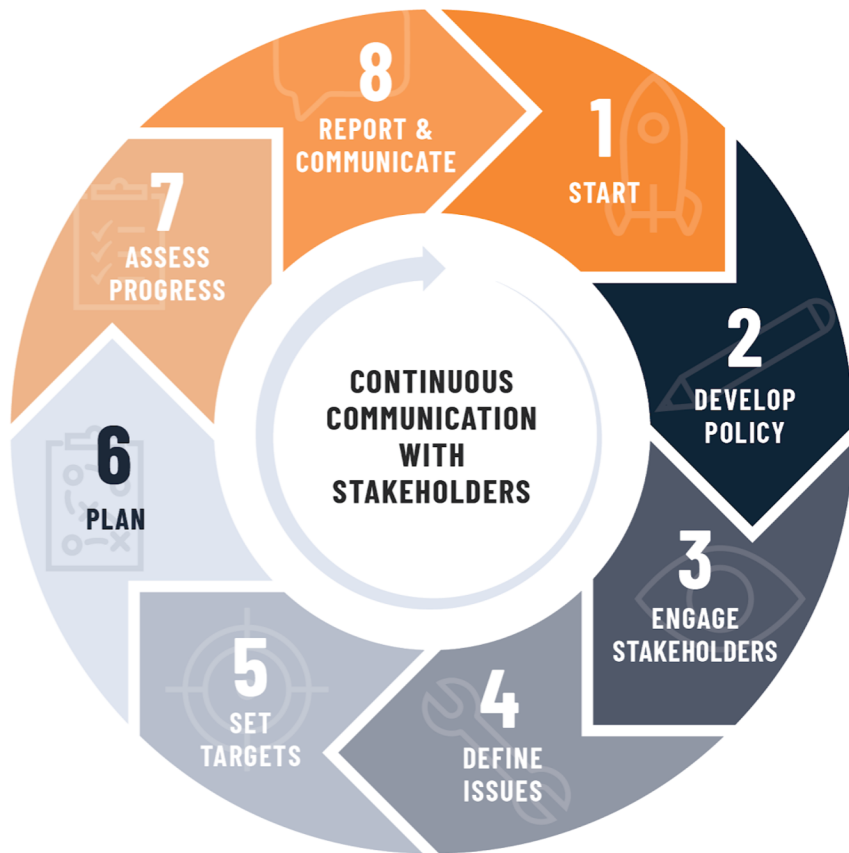 8
REPORT &
COMMUNICATE
1
START
2
DEVELOP
POLICY
3
ENGAGE
STAKEHOLDERS
4
DEFINE
ISSUES
5
SET
TARGETS
6
PLAN
7
ASSESS
PROGRESS
CONTINUOUS
COMMUNICATION
WITH
STAKEHOLDERS